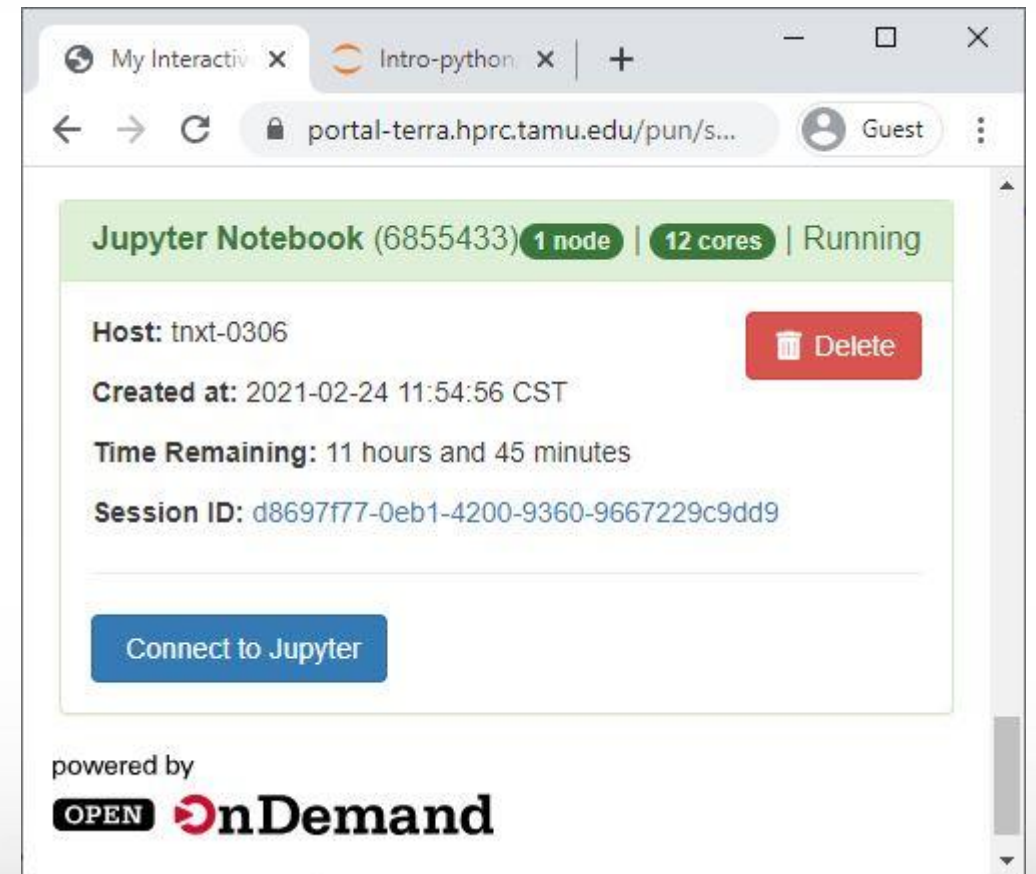 My Interactiv Intro-python
portal-terra.hprc.tamu.edu/pun/s... Guest
Jupyter Notebook (6855433) 1 node | 12 cores | Running
Host: tnxt-0306
Delete
Created at: 2021-02-24 11:54:56 CST
Time Remaining: 11 hours and 45 minutes
Session ID: d8697f77-0eb1-4200-9360-9667229c9dd9
Connect to Jupyter
powered by
OPEN OnDemand